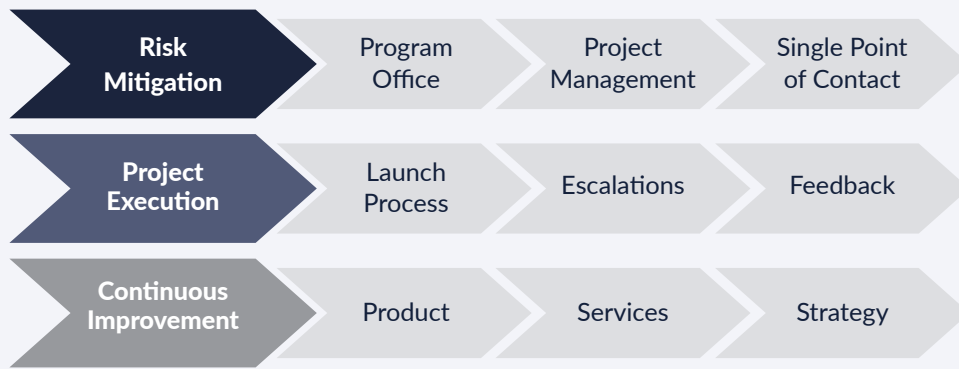 Risk
Mitigation
Program
Office
Project
Management
Single Point
of Contact
Project
Execution
Launch
Process
Escalations
Feedback
Continuous
Improvement
Product
Services
Strategy